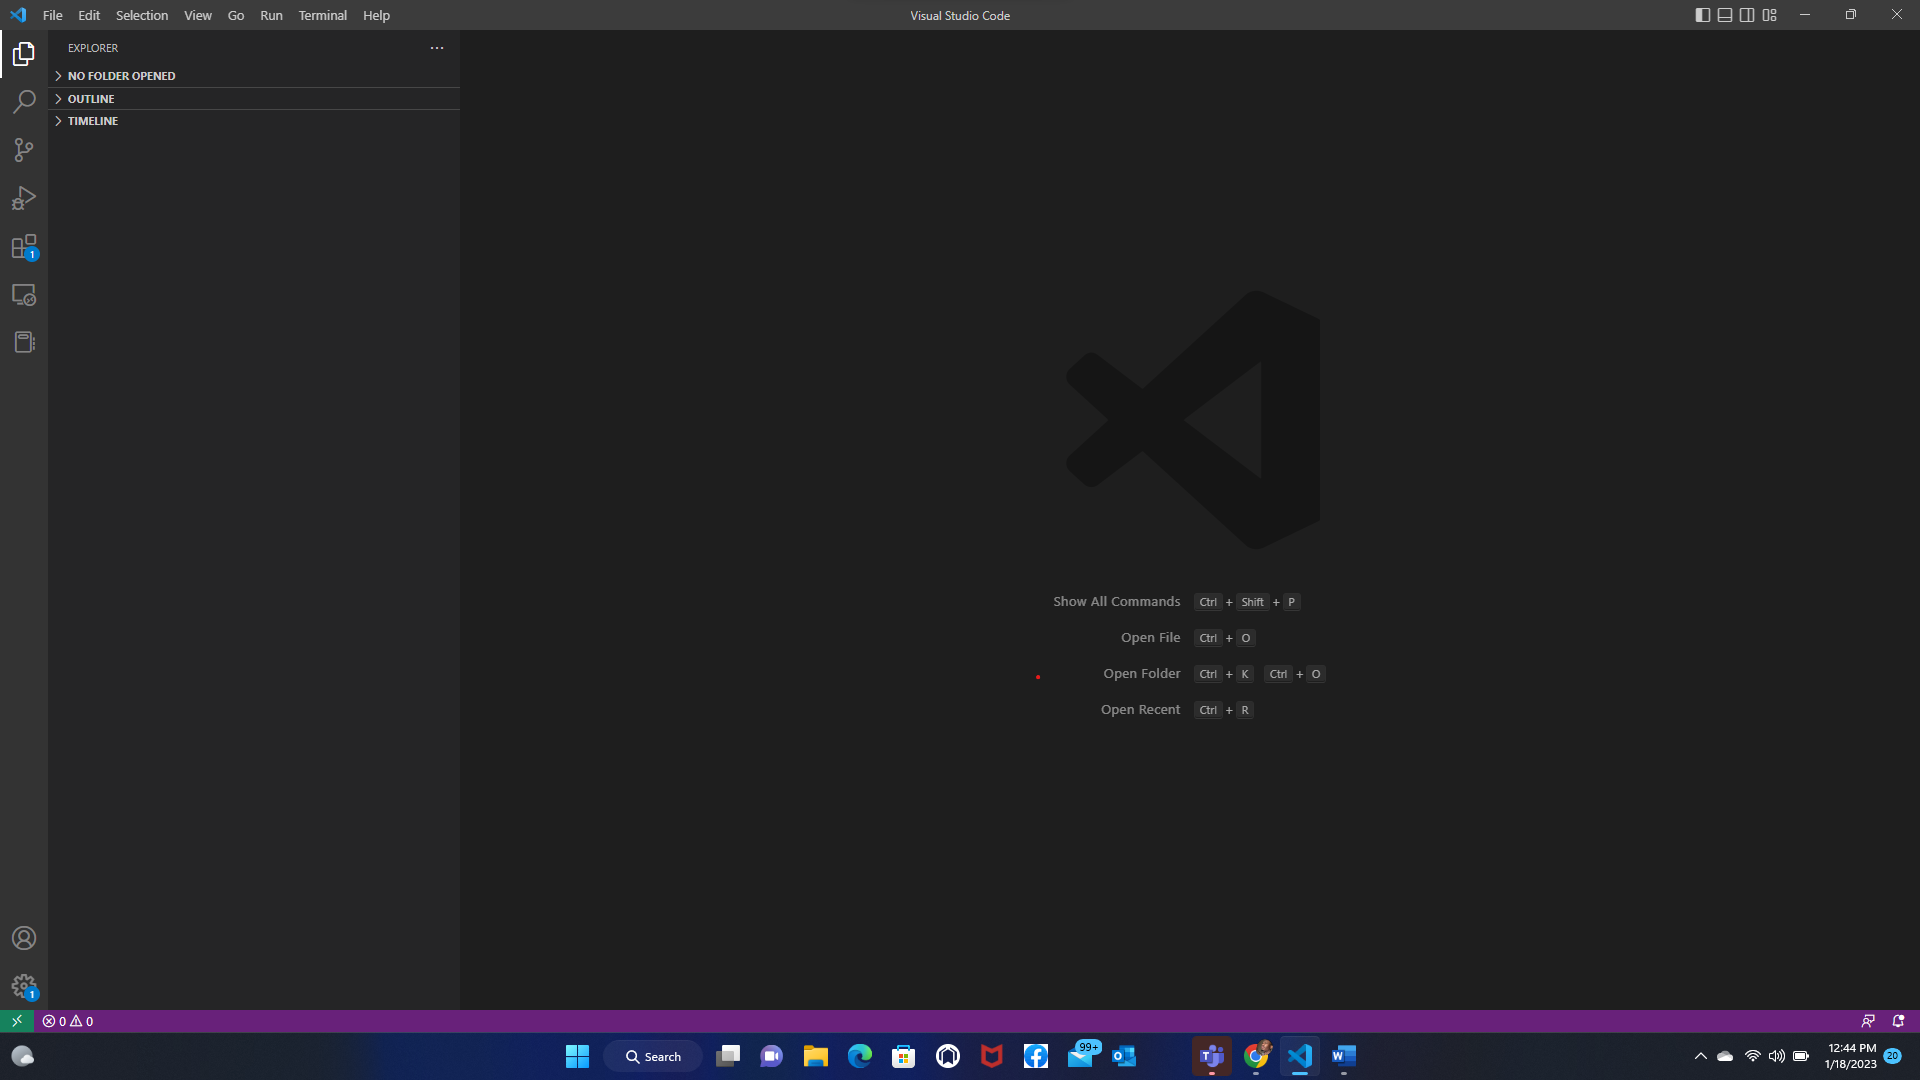 File Edit Selection View Go Run Terminal Help
Visual Studio Code
EXPLORER
NO FOLDER OPENED
OUTLINE
TIMELINE
1
Show All Commands Ctrl + Shift + P
Open File Ctrl + O
Open Folder Ctrl + K Ctrl + O
Open Recent Ctrl + R
1
0 0
Search
99+
12:44 PM
1/18/2023
20